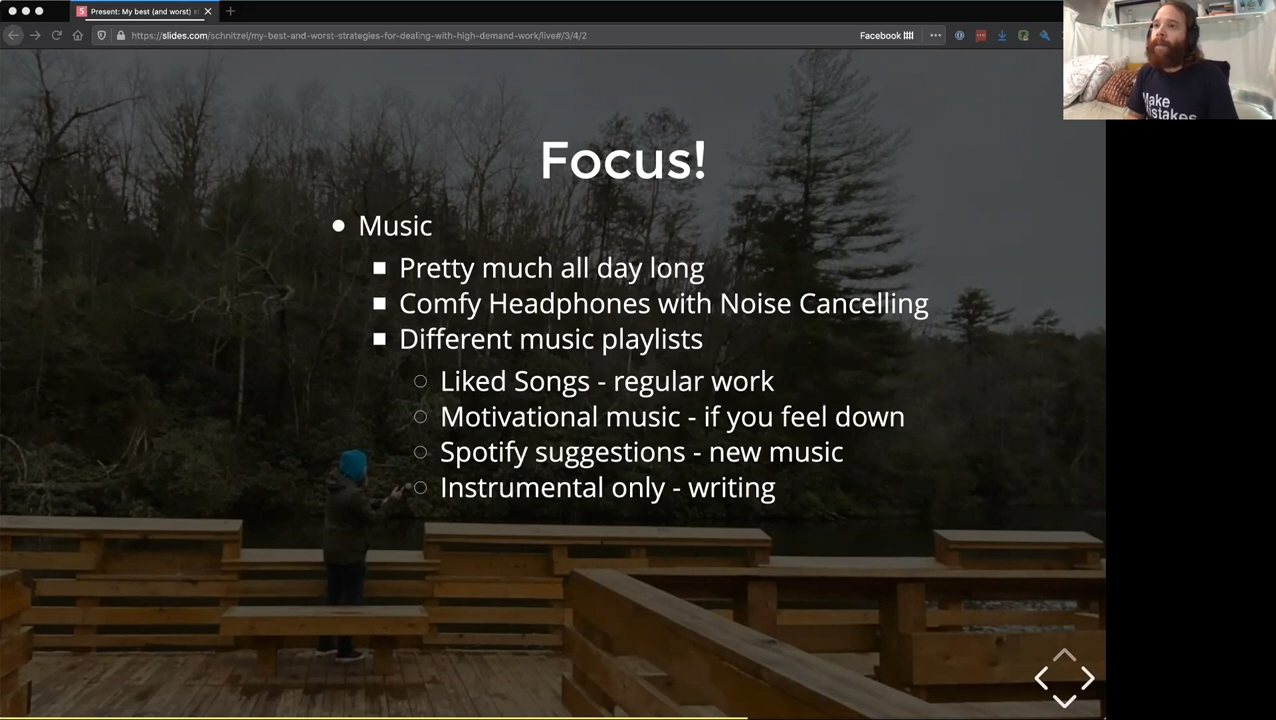 Present: My best (and worst)
https://slides.com/schnitzel/my-best-and-worst-strategies-for-dealing-with-high-demand-work/live#/3/4/2
Facebook
Focus!
Music
Pretty much all day long
Comfy Headphones with Noise Cancelling
Different music playlists
Liked Songs - regular work
Motivational music - if you feel down
Spotify suggestions - new music
Instrumental only - writing
Make
Mistakes